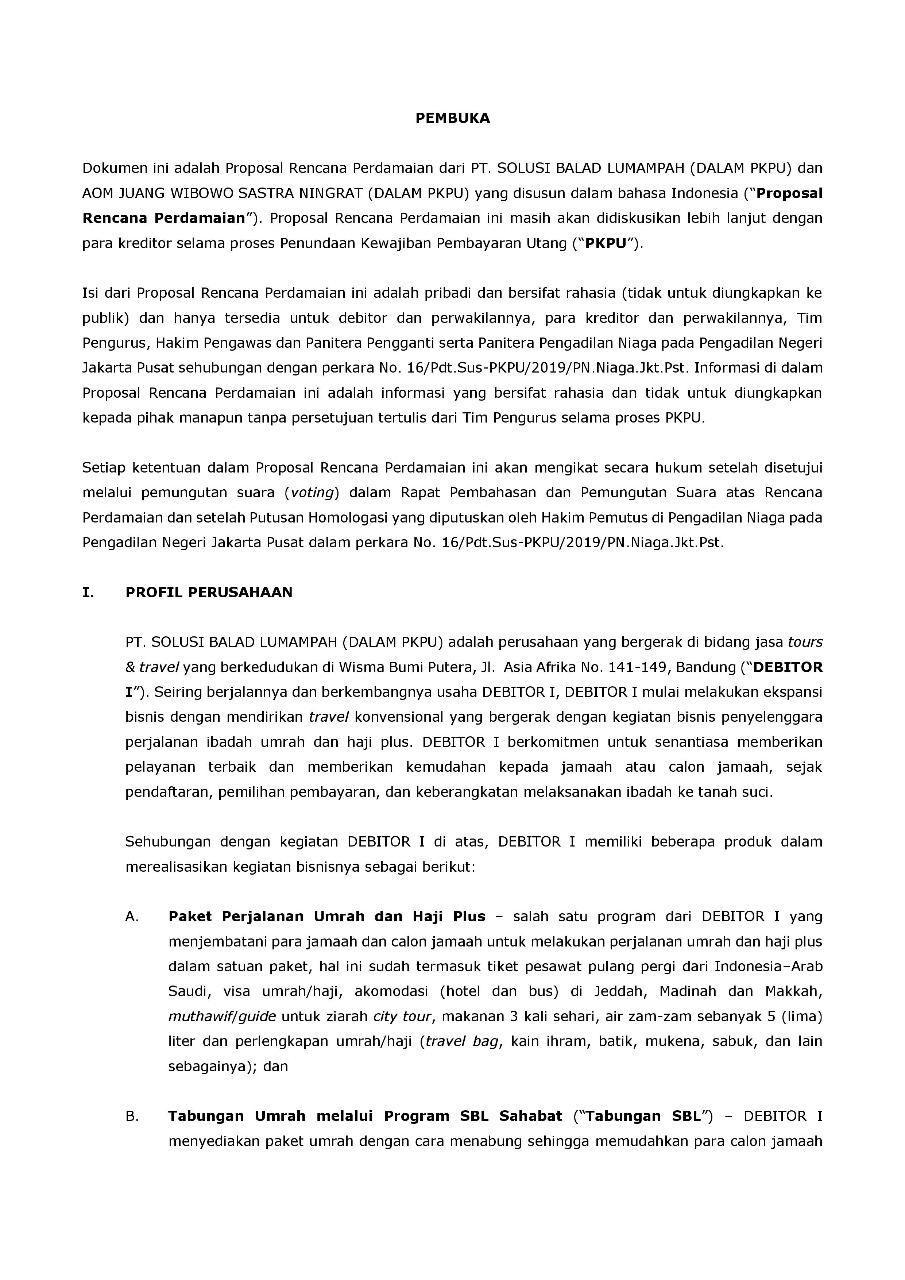 PEMBUKA
Dokumen ini adalah Proposal Rencana Perdamaian dari PT. SOLUSI BALAD LUMAMPAH (DALAM PKPU) dan
AOM JUANG WIBOWO SASTRA NINGRAT (DALAM PKPU) yang disusun dalam bahasa Indonesia (“Proposal
Rencana Perdamaian”). Proposal Rencana Perdamaian ini masih akan didiskusikan lebih lanjut dengan
para kreditor selama proses Penundaan Kewajiban Pembayaran Utang (“PKPU”).
Isi dari Proposal Rencana Perdamaian ini adalah pribadi dan bersifat rahasia (tidak untuk diungkapkan ke
publik) dan hanya tersedia untuk debitor dan perwakilannya, para kreditor dan perwakilannya, Tim
Pengurus, Hakim Pengawas dan Panitera Pengganti serta Panitera Pengadilan Niaga pada Pengadilan Negeri
Jakarta Pusat sehubungan dengan perkara No. 16/Pdt.Sus-PKPU/2019/PN.Niaga.Jkt.Pst. Informasi di dalam
Proposal Rencana Perdamaian ini adalah informasi yang bersifat rahasia dan tidak untuk diungkapkan
kepada pihak manapun tanpa persetujuan tertulis dari Tim Pengurus selama proses PKPU.
Setiap ketentuan dalam Proposal Rencana Perdamaian ini akan mengikat secara hukum setelah disetujui
melalui pemungutan suara (voting) dalam Rapat Pembahasan dan Pemungutan Suara atas Rencana
Perdamaian dan setelah Putusan Homologasi yang diputuskan oleh Hakim Pemutus di Pengadilan Niaga pada
Pengadilan Negeri Jakarta Pusat dalam perkara No. 16/Pdt.Sus-PKPU/2019/PN.Niaga.Jkt.Pst.
I. PROFIL PERUSAHAAN
PT. SOLUSI BALAD LUMAMPAH (DALAM PKPU) adalah perusahaan yang bergerak di bidang jasa tours
& travel yang berkedudukan di Wisma Bumi Putera, Jl. Asia Afrika No. 141-149, Bandung (“DEBITOR
I”). Seiring berjalannya dan berkembangnya usaha DEBITOR I, DEBITOR I mulai melakukan ekspansi
bisnis dengan mendirikan travel konvensional yang bergerak dengan kegiatan bisnis penyelenggara
perjalanan ibadah umrah dan haji plus. DEBITOR I berkomitmen untuk senantiasa memberikan
pelayanan terbaik dan memberikan kemudahan kepada jamaah atau calon jamaah, sejak
pendaftaran, pemilihan pembayaran, dan keberangkatan melaksanakan ibadah ke tanah suci.
Sehubungan dengan kegiatan DEBITOR I di atas, DEBITOR I memiliki beberapa produk dalam
merealisasikan kegiatan bisnisnya sebagai berikut:
A. Paket Perjalanan Umrah dan Haji Plus – salah satu program dari DEBITOR I yang
menjembatani para jamaah dan calon jamaah untuk melakukan perjalanan umrah dan haji plus
dalam satuan paket, hal ini sudah termasuk tiket pesawat pulang pergi dari Indonesia–Arab
Saudi, visa umrah/haji, akomodasi (hotel dan bus) di Jeddah, Madinah dan Makkah,
muthawif/guide untuk ziarah city tour, makanan 3 kali sehari, air zam-zam sebanyak 5 (lima)
liter dan perlengkapan umrah/haji (travel bag, kain ihram, batik, mukena, sabuk, dan lain
sebagainya); dan
B. Tabungan Umrah melalui Program SBL Sahabat (“Tabungan SBL”) – DEBITOR I
menyediakan paket umrah dengan cara menabung sehingga memudahkan para calon jamaah